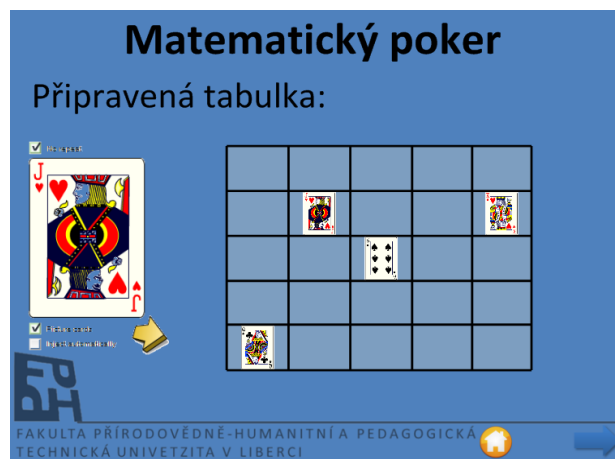 Matematický poker
Připravená tabulka:
J
J
FAKULTA PŘÍRODOVĚDNĚ-HUMANITNÍ A PEDAGOGICKÁ
TECHNICKÁ UNIVETZITA V LIBERCI